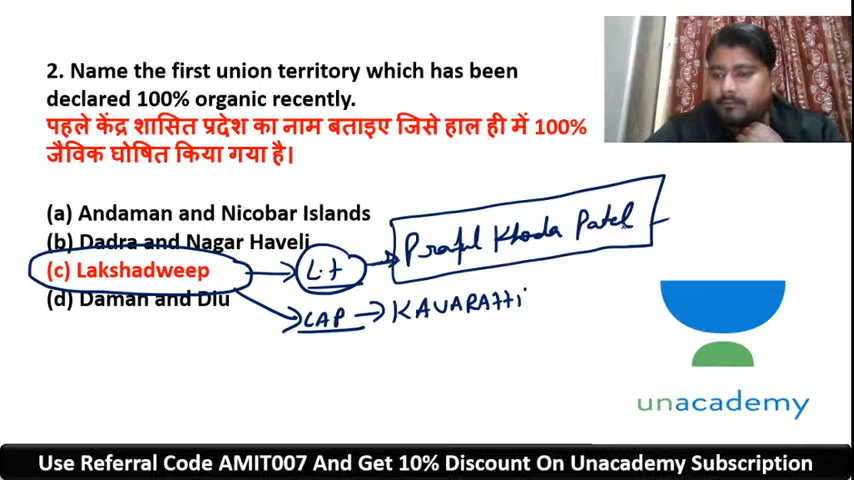 2. Name the first union territory which has been
declared 100% organic recently.
पहले केंद्र शासित प्रदेश का नाम बताइए जिसे हाल ही में 100%
जैविक घोषित किया गया है।
(a) Andaman and Nicobar Islands
(b) Dadra and Nagar Haveli
(c) Lakshadweep
(d) Daman and Diu
L.t
Praful Khoda Patel
CAP → KAVARATTi
unacademy
Use Referral Code AMIT007 And Get 10% Discount On Unacademy Subscription